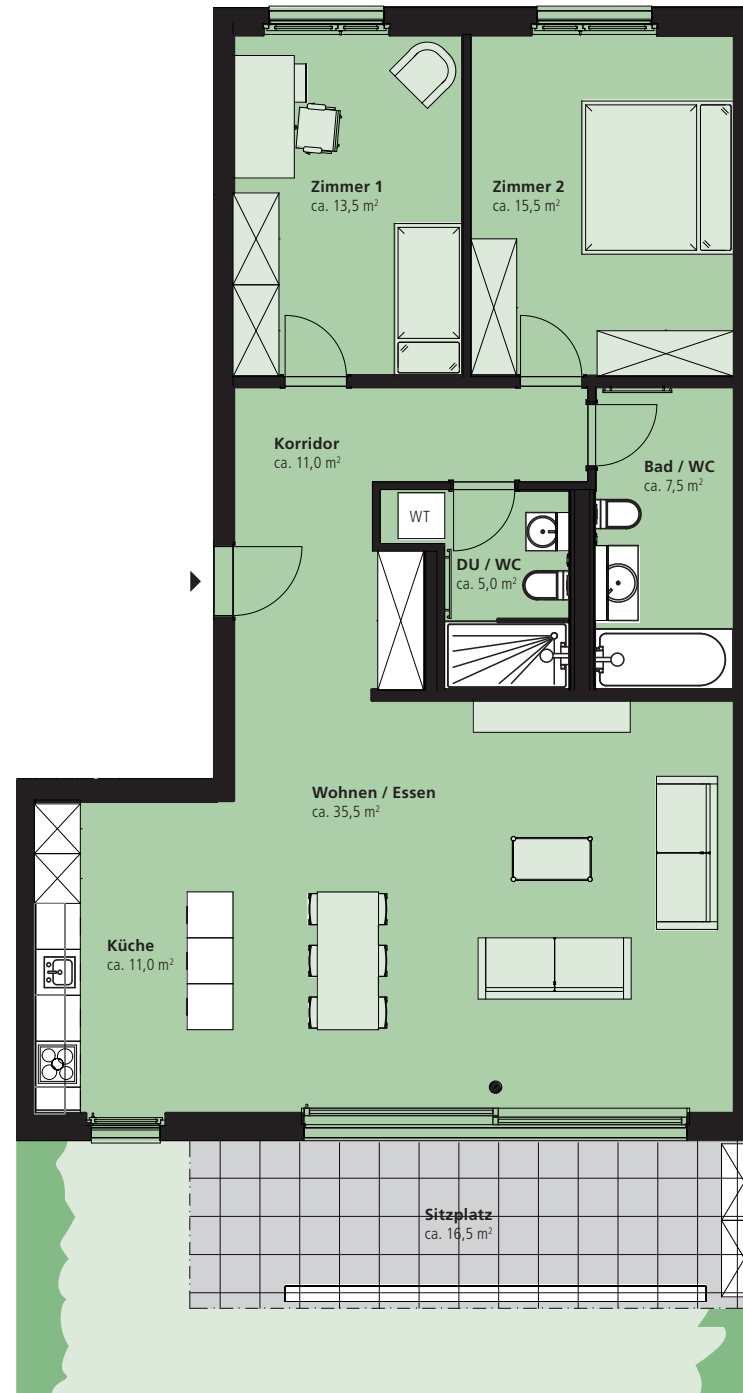 Zimmer 1
ca. 13,5 m²
Zimmer 2
ca. 15,5 m²
Korridor
ca. 11,0 m²
Bad / WC
ca. 7,5 m²
WT
DU / WC
ca. 5,0 m²
Wohnen / Essen
ca. 35,5 m²
Küche
ca. 11,0 m²
Sitzplatz
ca. 16,5 m²